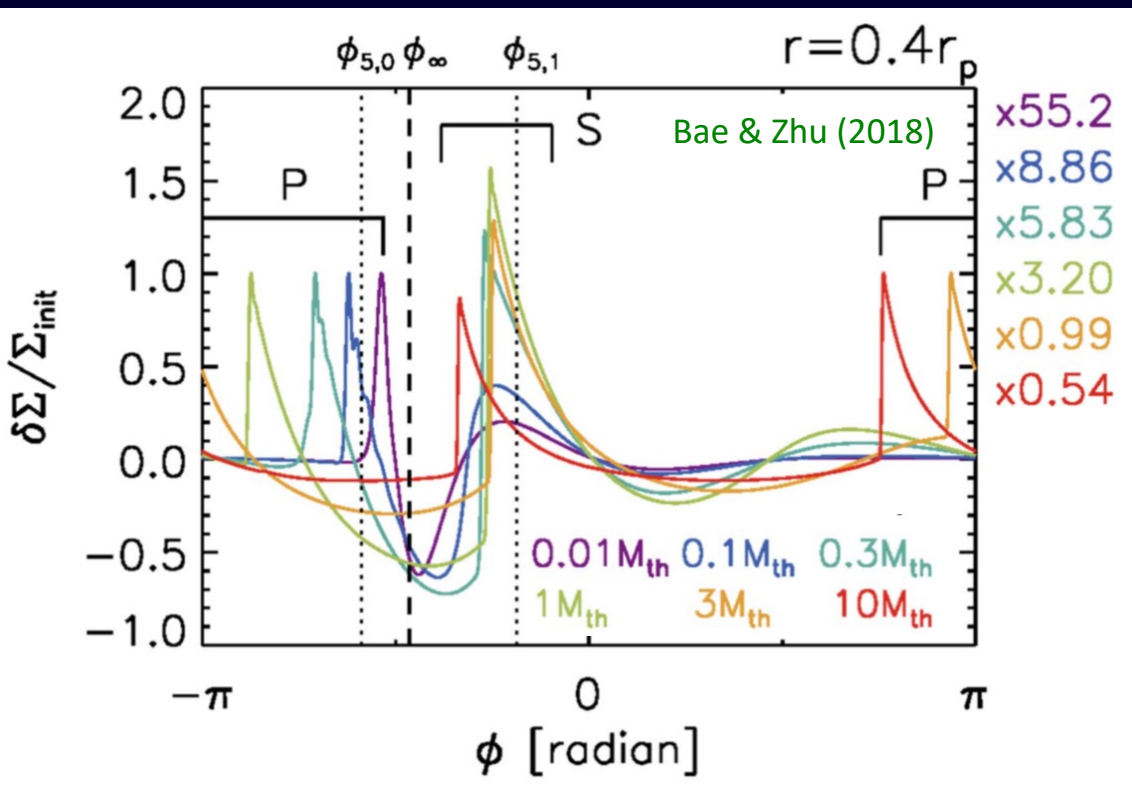 ϕ5,0 ϕ∞ ϕ5,1 r=0.4rp
2.0
1.5
1.0
0.5
0.0
−0.5
−1.0
δΣ/Σinit
P
S
Bae & Zhu (2018)
P
x55.2
x8.86
x5.83
x3.20
x0.99
x0.54
0.01Mth 0.1Mth 0.3Mth
1Mth 3Mth 10Mth
−π 0 π
ϕ [radian]